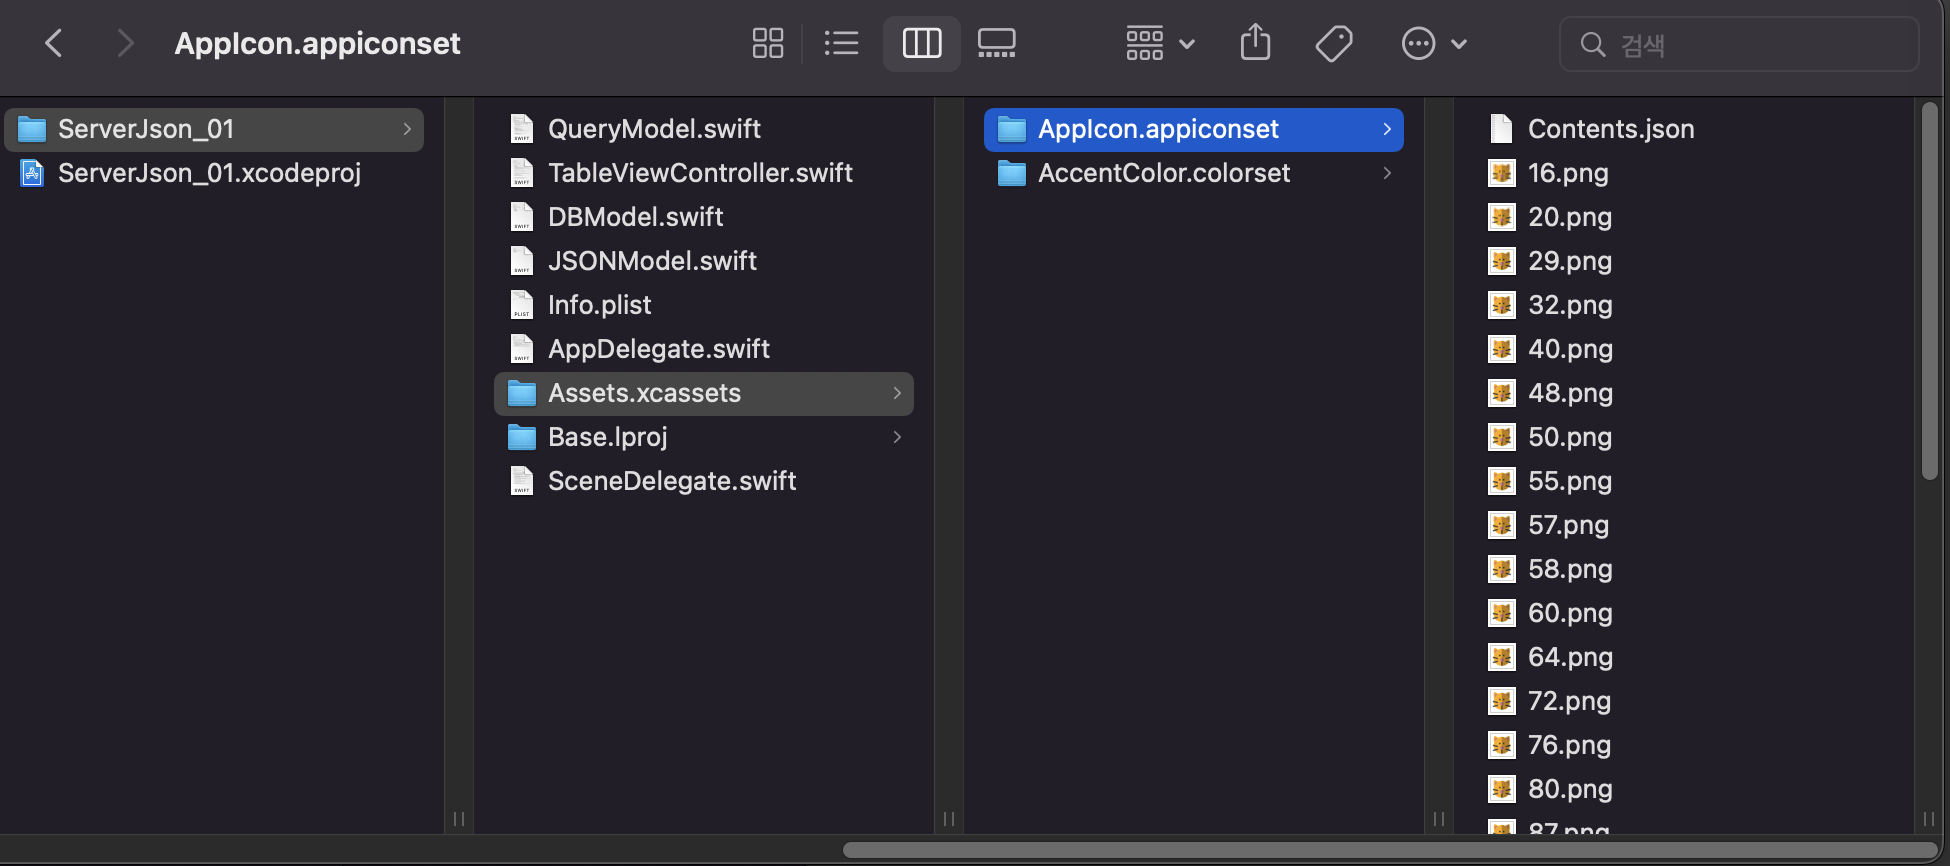 AppIcon.appiconset
검색
ServerJson_01
ServerJson_01.xcodeproj
QueryModel.swift
TableViewController.swift
DBModel.swift
JSONModel.swift
Info.plist
AppDelegate.swift
Assets.xcassets
Base.lproj
SceneDelegate.swift
AppIcon.appiconset
AccentColor.colorset
Contents.json
16.png
20.png
29.png
32.png
40.png
48.png
50.png
55.png
57.png
58.png
60.png
64.png
72.png
76.png
80.png
87.png